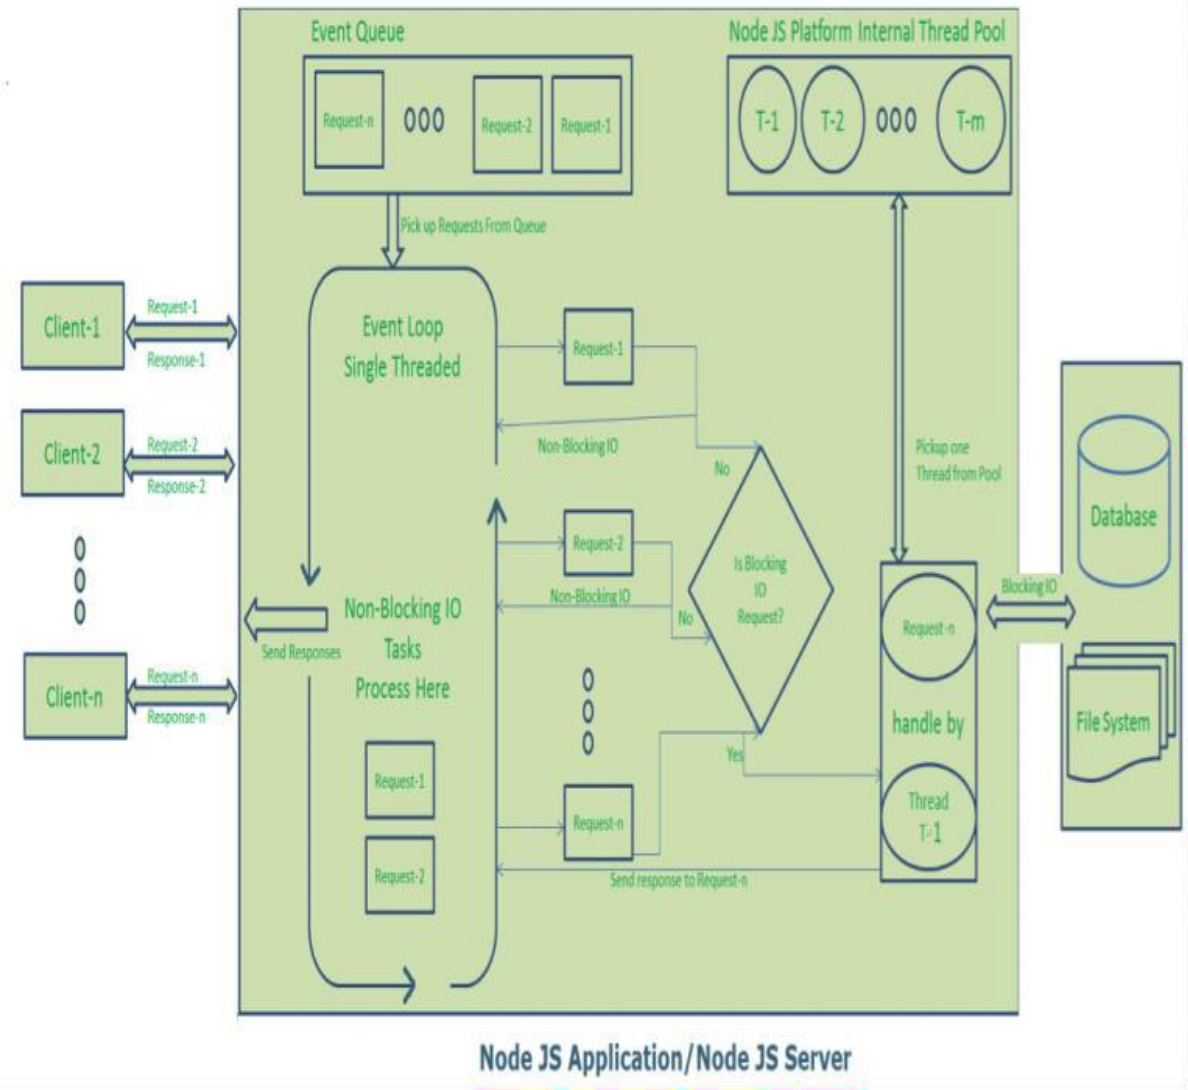 Event Queue
Node JS Platform Internal Thread Pool
Request-n
Request-2
Request-1
T-1
T-2
T-m
Pick up Requests From Queue
Client-1
Request-1
Response-1
Event Loop
Single Threaded
Request-1
Non-Blocking IO
No
Pickup one
Thread from Pool
Client-2
Request-2
Response-2
Request-2
Non-Blocking IO
No
Is Blocking
IO
Request?
Database
Blocking IO
Request-n
Send Responses
Non-Blocking IO
Tasks
Process Here
Client-n
Request-n
Response-n
handle by
File System
Yes
Request-1
Request-n
Thread
T-1
Request-2
Send response to Request-n
Node JS Application/Node JS Server